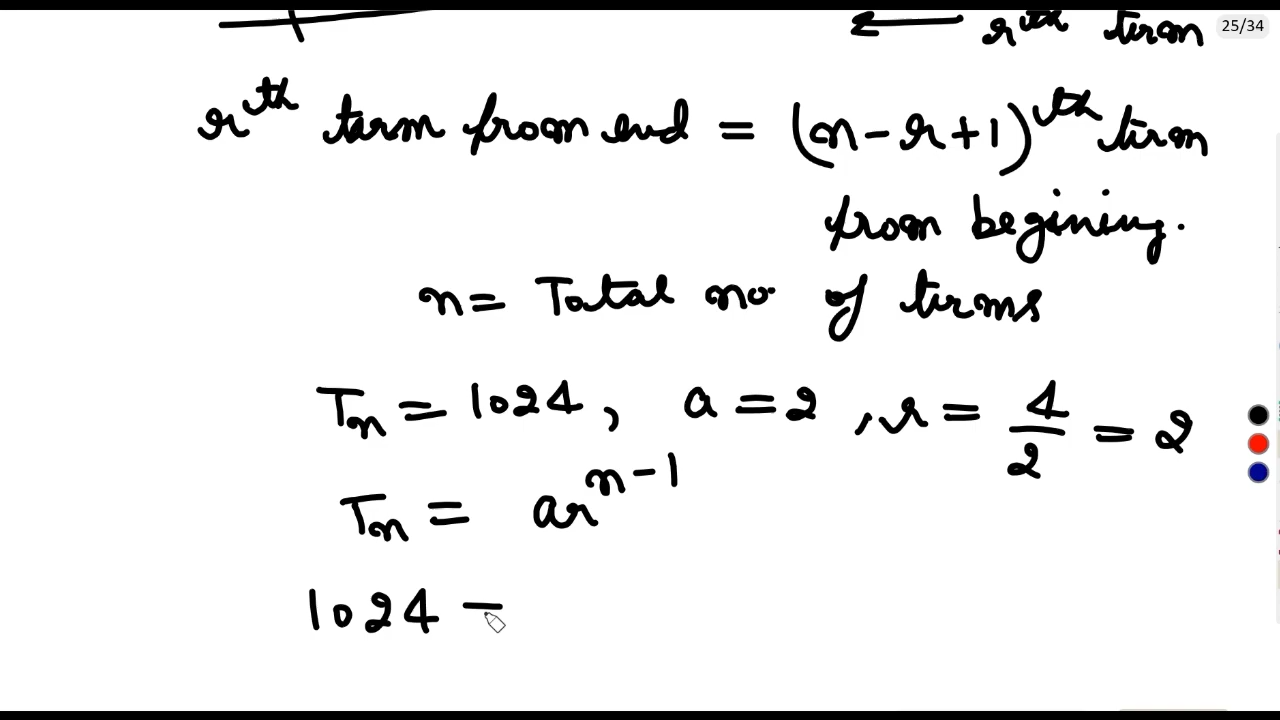 25/34
rth term
rth term from end = (n-r+1)th term
from begining.
n = Total no of terms
Tn = 1024, a = 2, r = 4/2 = 2
Tn = ar^n-1
1024 =